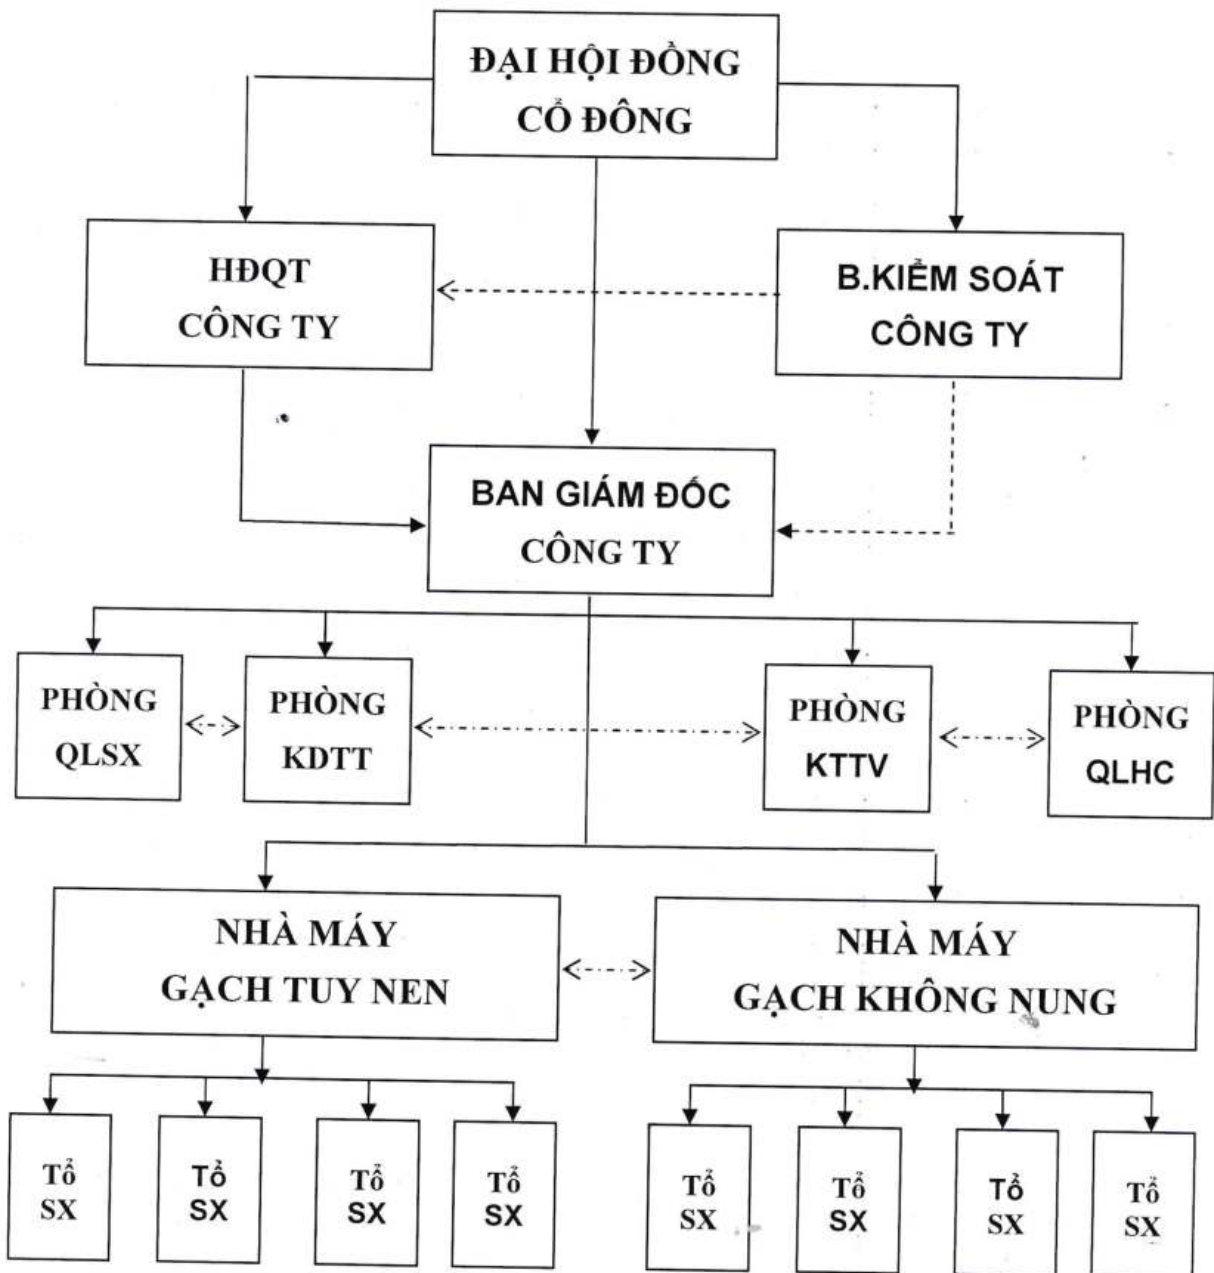 ĐẠI HỘI ĐỒNG
CỔ ĐÔNG
HĐQT
CÔNG TY
B.KIỂM SOÁT
CÔNG TY
BAN GIÁM ĐỐC
CÔNG TY
PHÒNG
QLSX
PHÒNG
KDTT
PHÒNG
KTTV
PHÒNG
QLHC
NHÀ MÁY
GẠCH TUY NEN
NHÀ MÁY
GẠCH KHÔNG NUNG
Tổ
SX
Tổ
SX
Tổ
SX
Tổ
SX
Tổ
SX
Tổ
SX
Tổ
SX
Tổ
SX